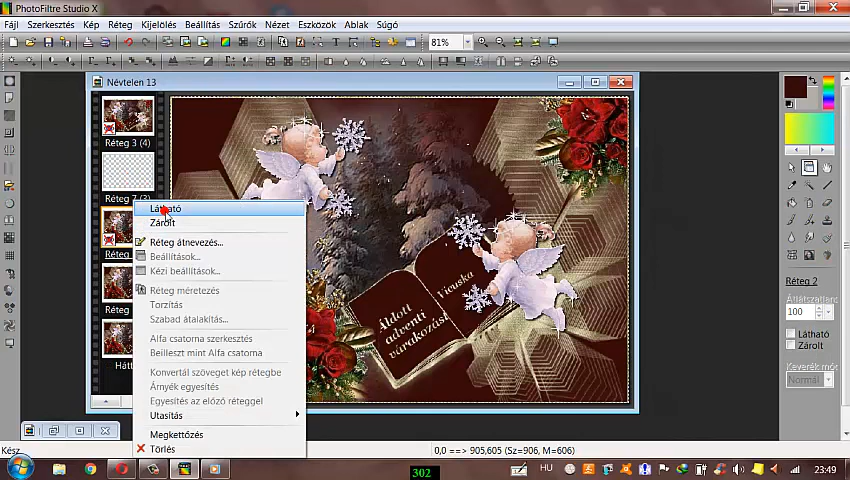 PhotoFiltre Studio X
Fájl Szerkesztés Kép Réteg Kijelölés Beállítás Szűrők Nézet Eszközök Ablak Súgó
81%
Névtelen 13
Réteg 3 (4)
Réteg 7 (3)
Réteg
Réteg
Látható
Zárolt
Réteg átnevezés...
Beállítások...
Kézi beállítások...
Réteg méretezés
Torzítás
Szabad átalakítás...
Alfa csatorna szerkesztés
Beilleszt mint Alfa csatorna
Konvertál szöveget kép rétegbe
Árnyék egyesítés
Egyesítés az előző réteggel
Utasítás
Megkettőzés
Törlés
Áldott
adventi
várakozást
Vicuska
Réteg 2
Átlátszatlan
100
Látható
Zárolt
Keverék mód
Normál
Kész
0,0 ==> 905,605 (Sz=906, M=606)
302
HU
23:49